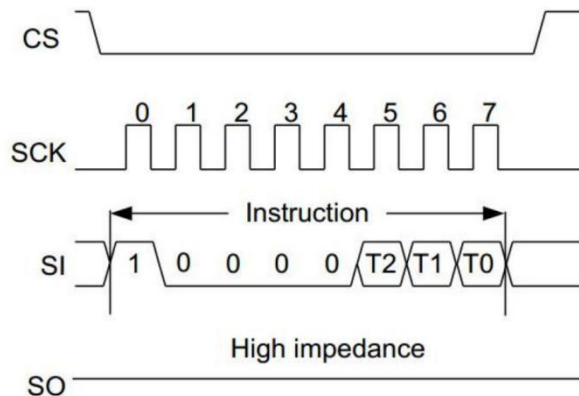 CS
0 1 2 3 4 5 6 7
SCK
Instruction
SI 1 0 0 0 0 T2 T1 T0
High impedance
SO